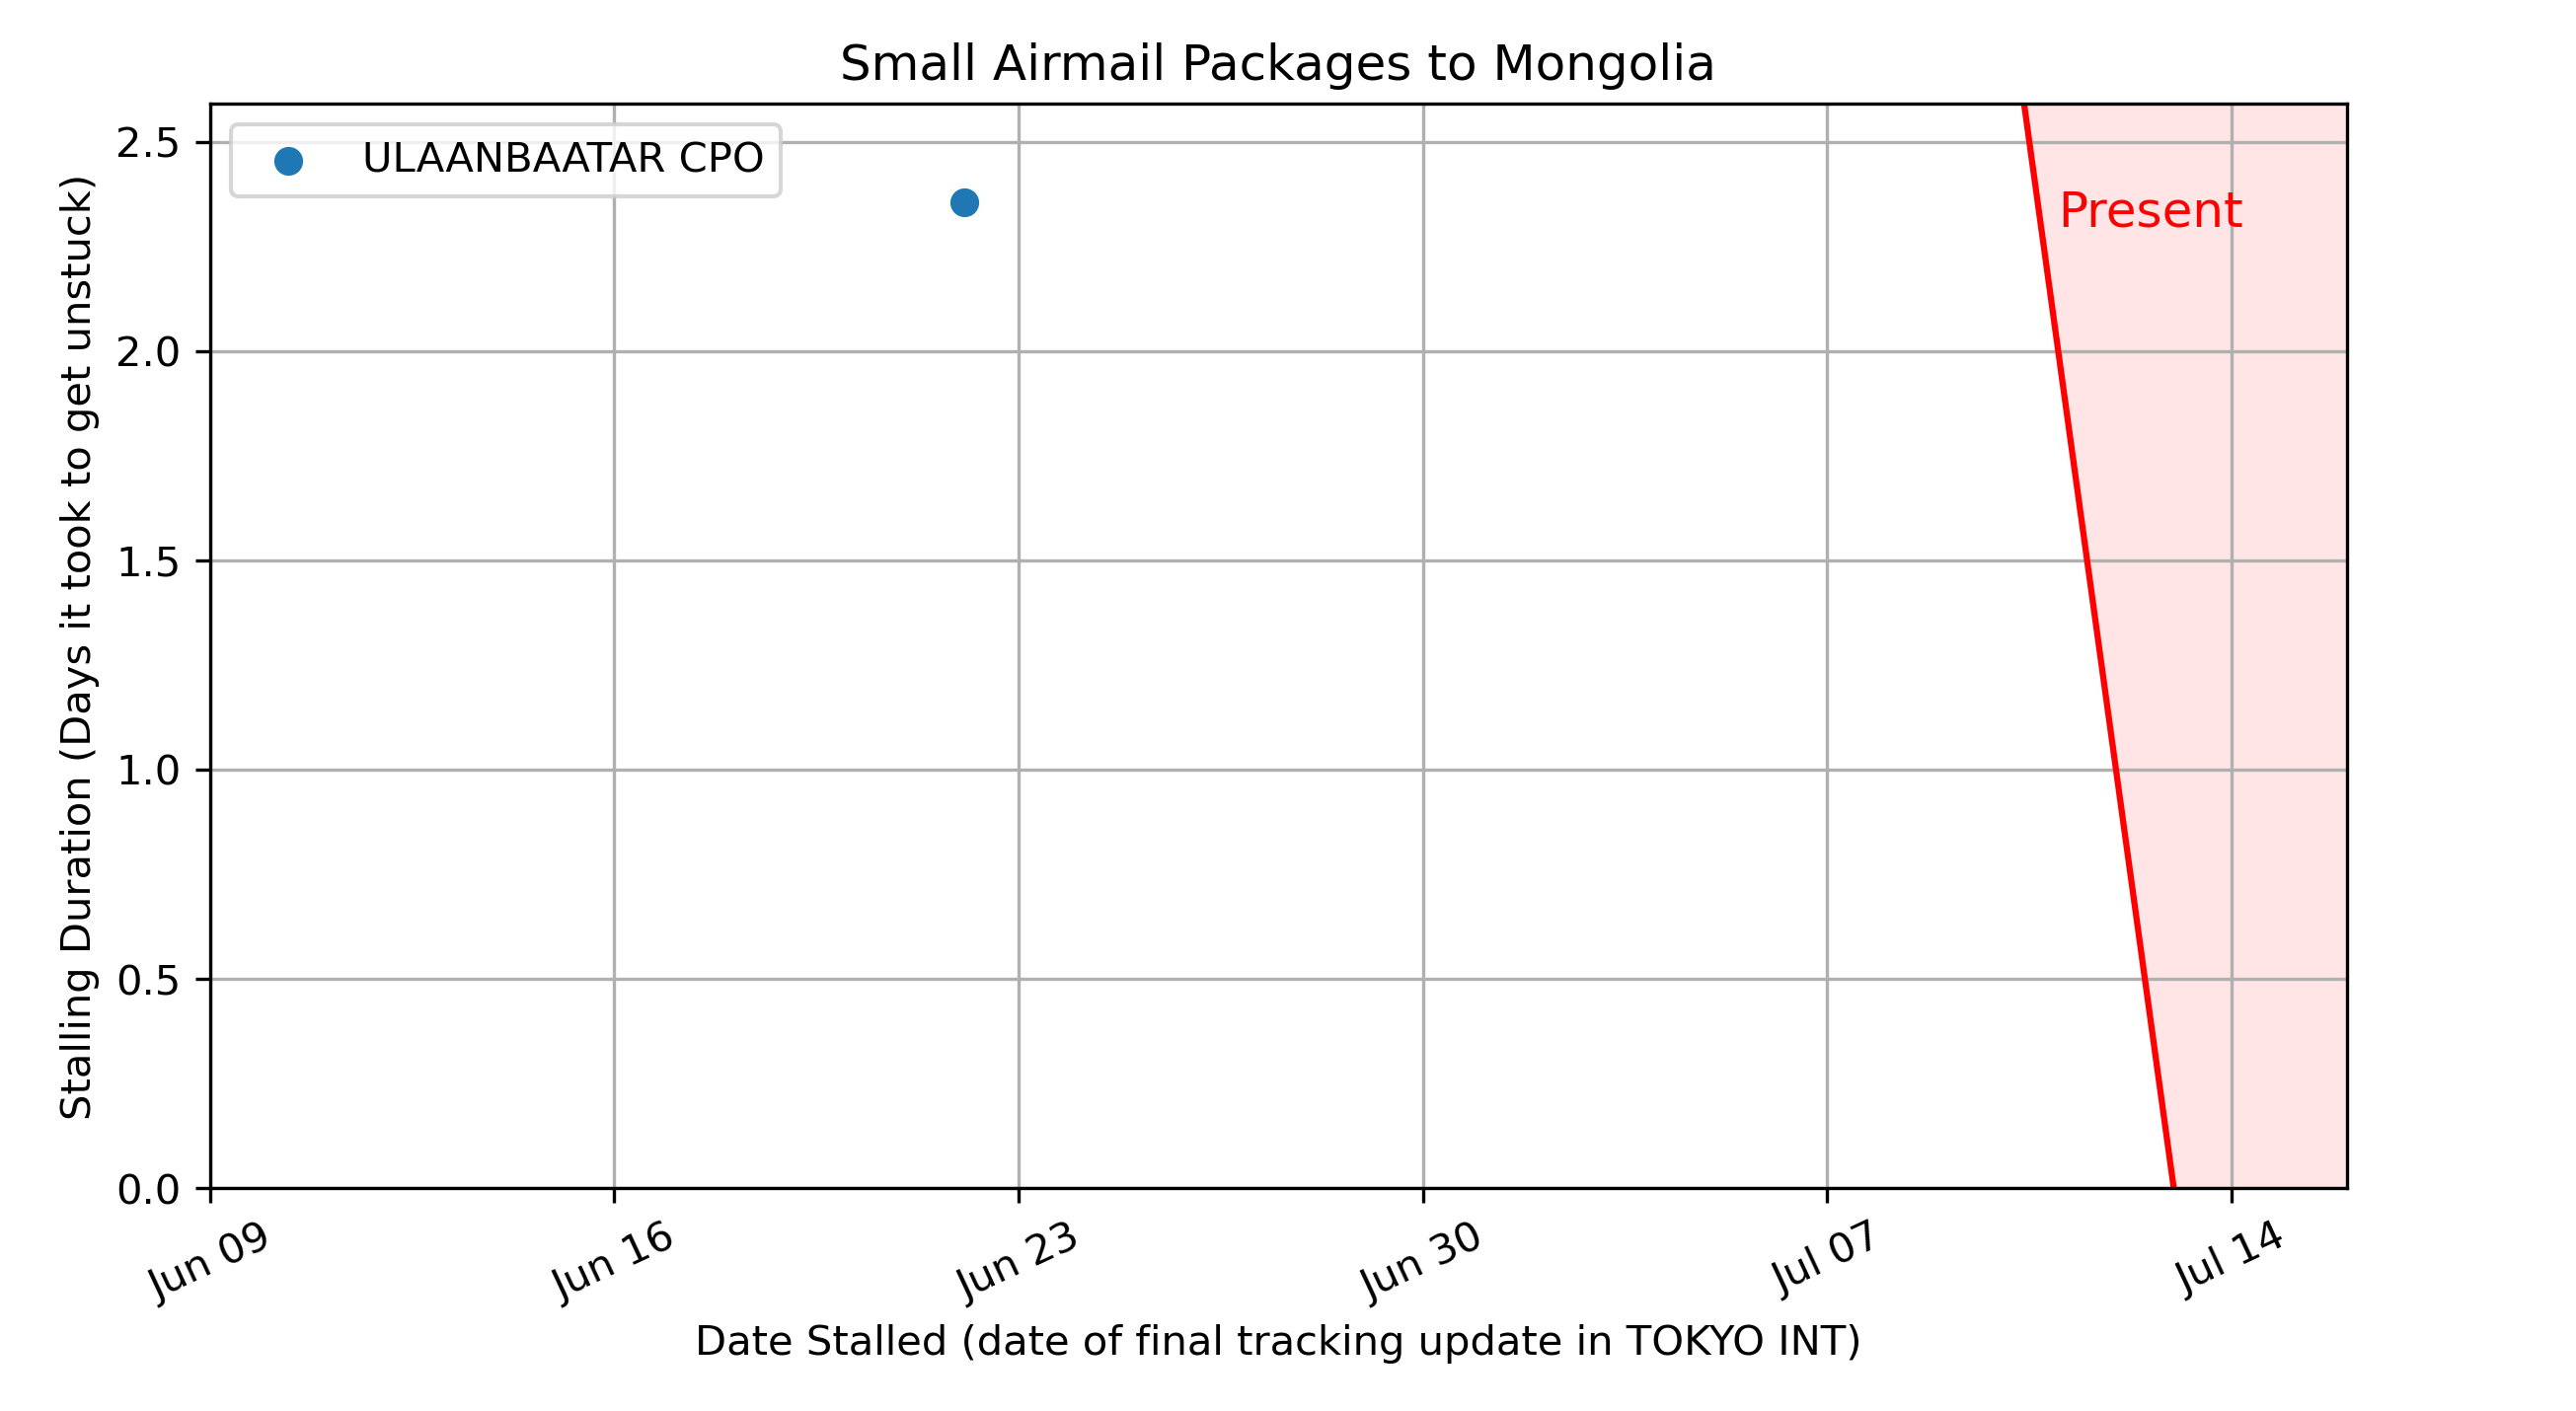 Small Airmail Packages to Mongolia
ULAANBAATAR CPO
Present
Stalling Duration (Days it took to get unstuck)
2.5
2.0
1.5
1.0
0.5
0.0
Jun 09
Jun 16
Jun 23
Jun 30
Jul 07
Jul 14
Date Stalled (date of final tracking update in TOKYO INT)